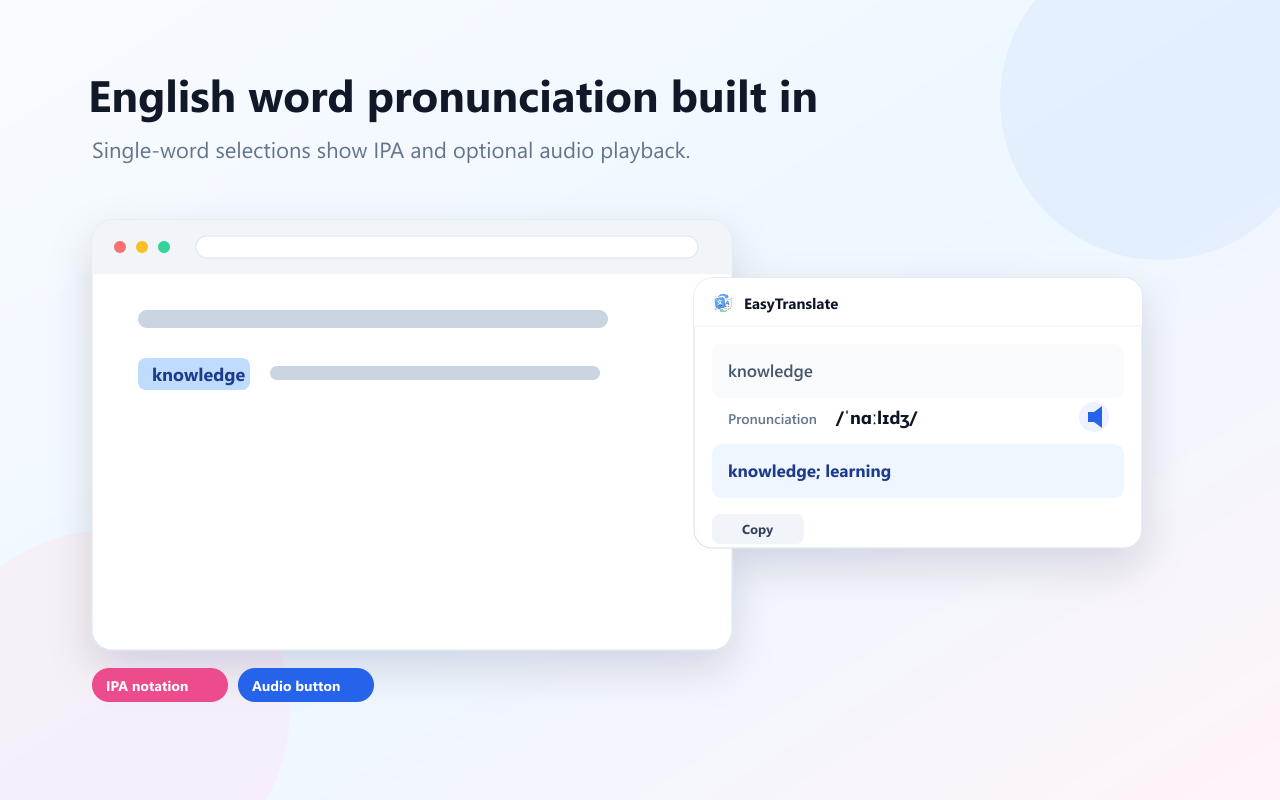 English word pronunciation built in
Single-word selections show IPA and optional audio playback.
knowledge
EasyTranslate
knowledge
Pronunciation /ˈnɑːlɪdʒ/
knowledge; learning
Copy
IPA notation
Audio button